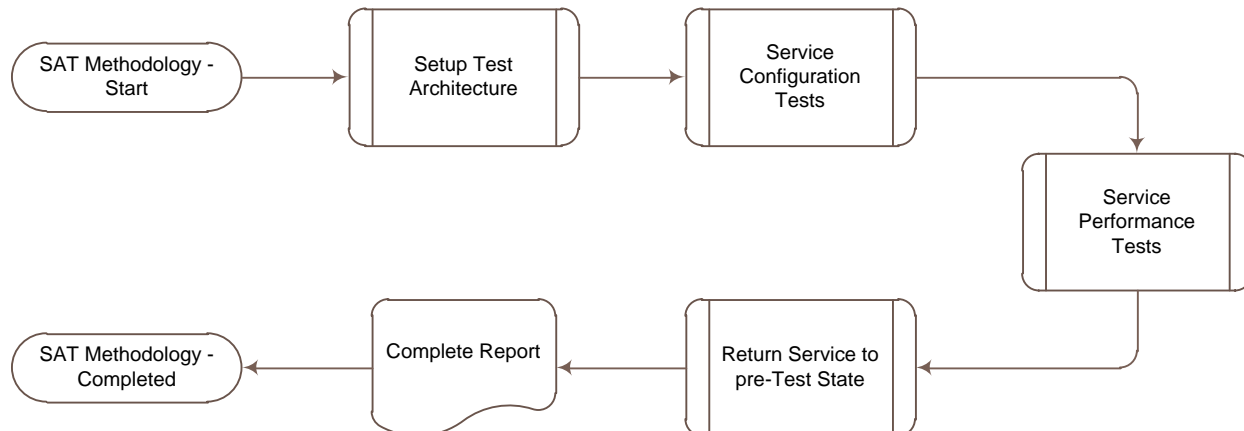 SAT Methodology -
Start
Setup Test
Architecture
Service
Configuration
Tests
Service
Performance
Tests
Return Service to
pre-Test State
Complete Report
SAT Methodology -
Completed